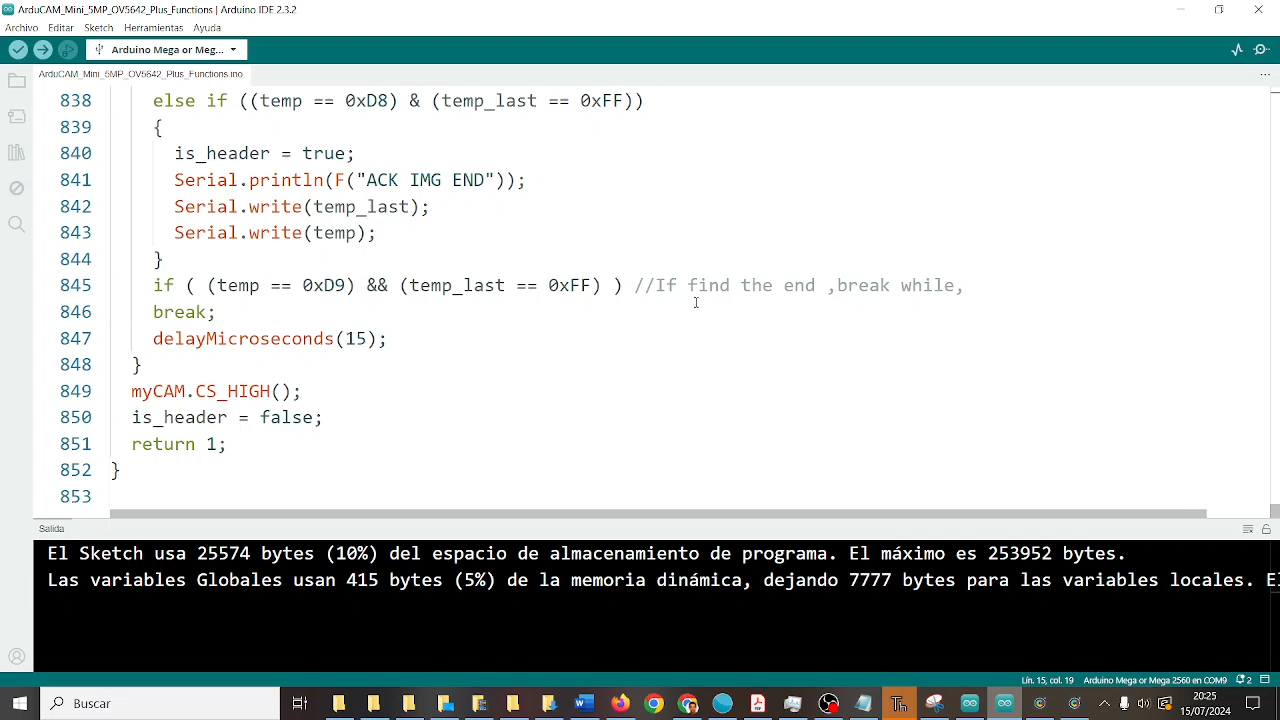 ArduCAM_Mini_5MP_OV5642_Plus_Functions | Arduino IDE 2.3.2
Archivo Editar Sketch Herramientas Ayuda
Arduino Mega or Meg...
ArduCAM_Mini_5MP_OV5642_Plus_Functions.ino
838 else if ((temp == 0xD8) & (temp_last == 0xFF))
839 {
840 is_header = true;
841 Serial.println(F("ACK IMG END"));
842 Serial.write(temp_last);
843 Serial.write(temp);
844 }
845 if ( (temp == 0xD9) && (temp_last == 0xFF) ) //If find the end ,break while,
846 break;
847 delayMicroseconds(15);
848 }
849 myCAM.CS_HIGH();
850 is_header = false;
851 return 1;
852 }
853
Salida
El Sketch usa 25574 bytes (10%) del espacio de almacenamiento de programa. El máximo es 253952 bytes.
Las variables Globales usan 415 bytes (5%) de la memoria dinámica, dejando 7777 bytes para las variables locales. El
Lín. 15, col. 19 Arduino Mega or Mega 2560 en COM9 2
Buscar
20:25
15/07/2024